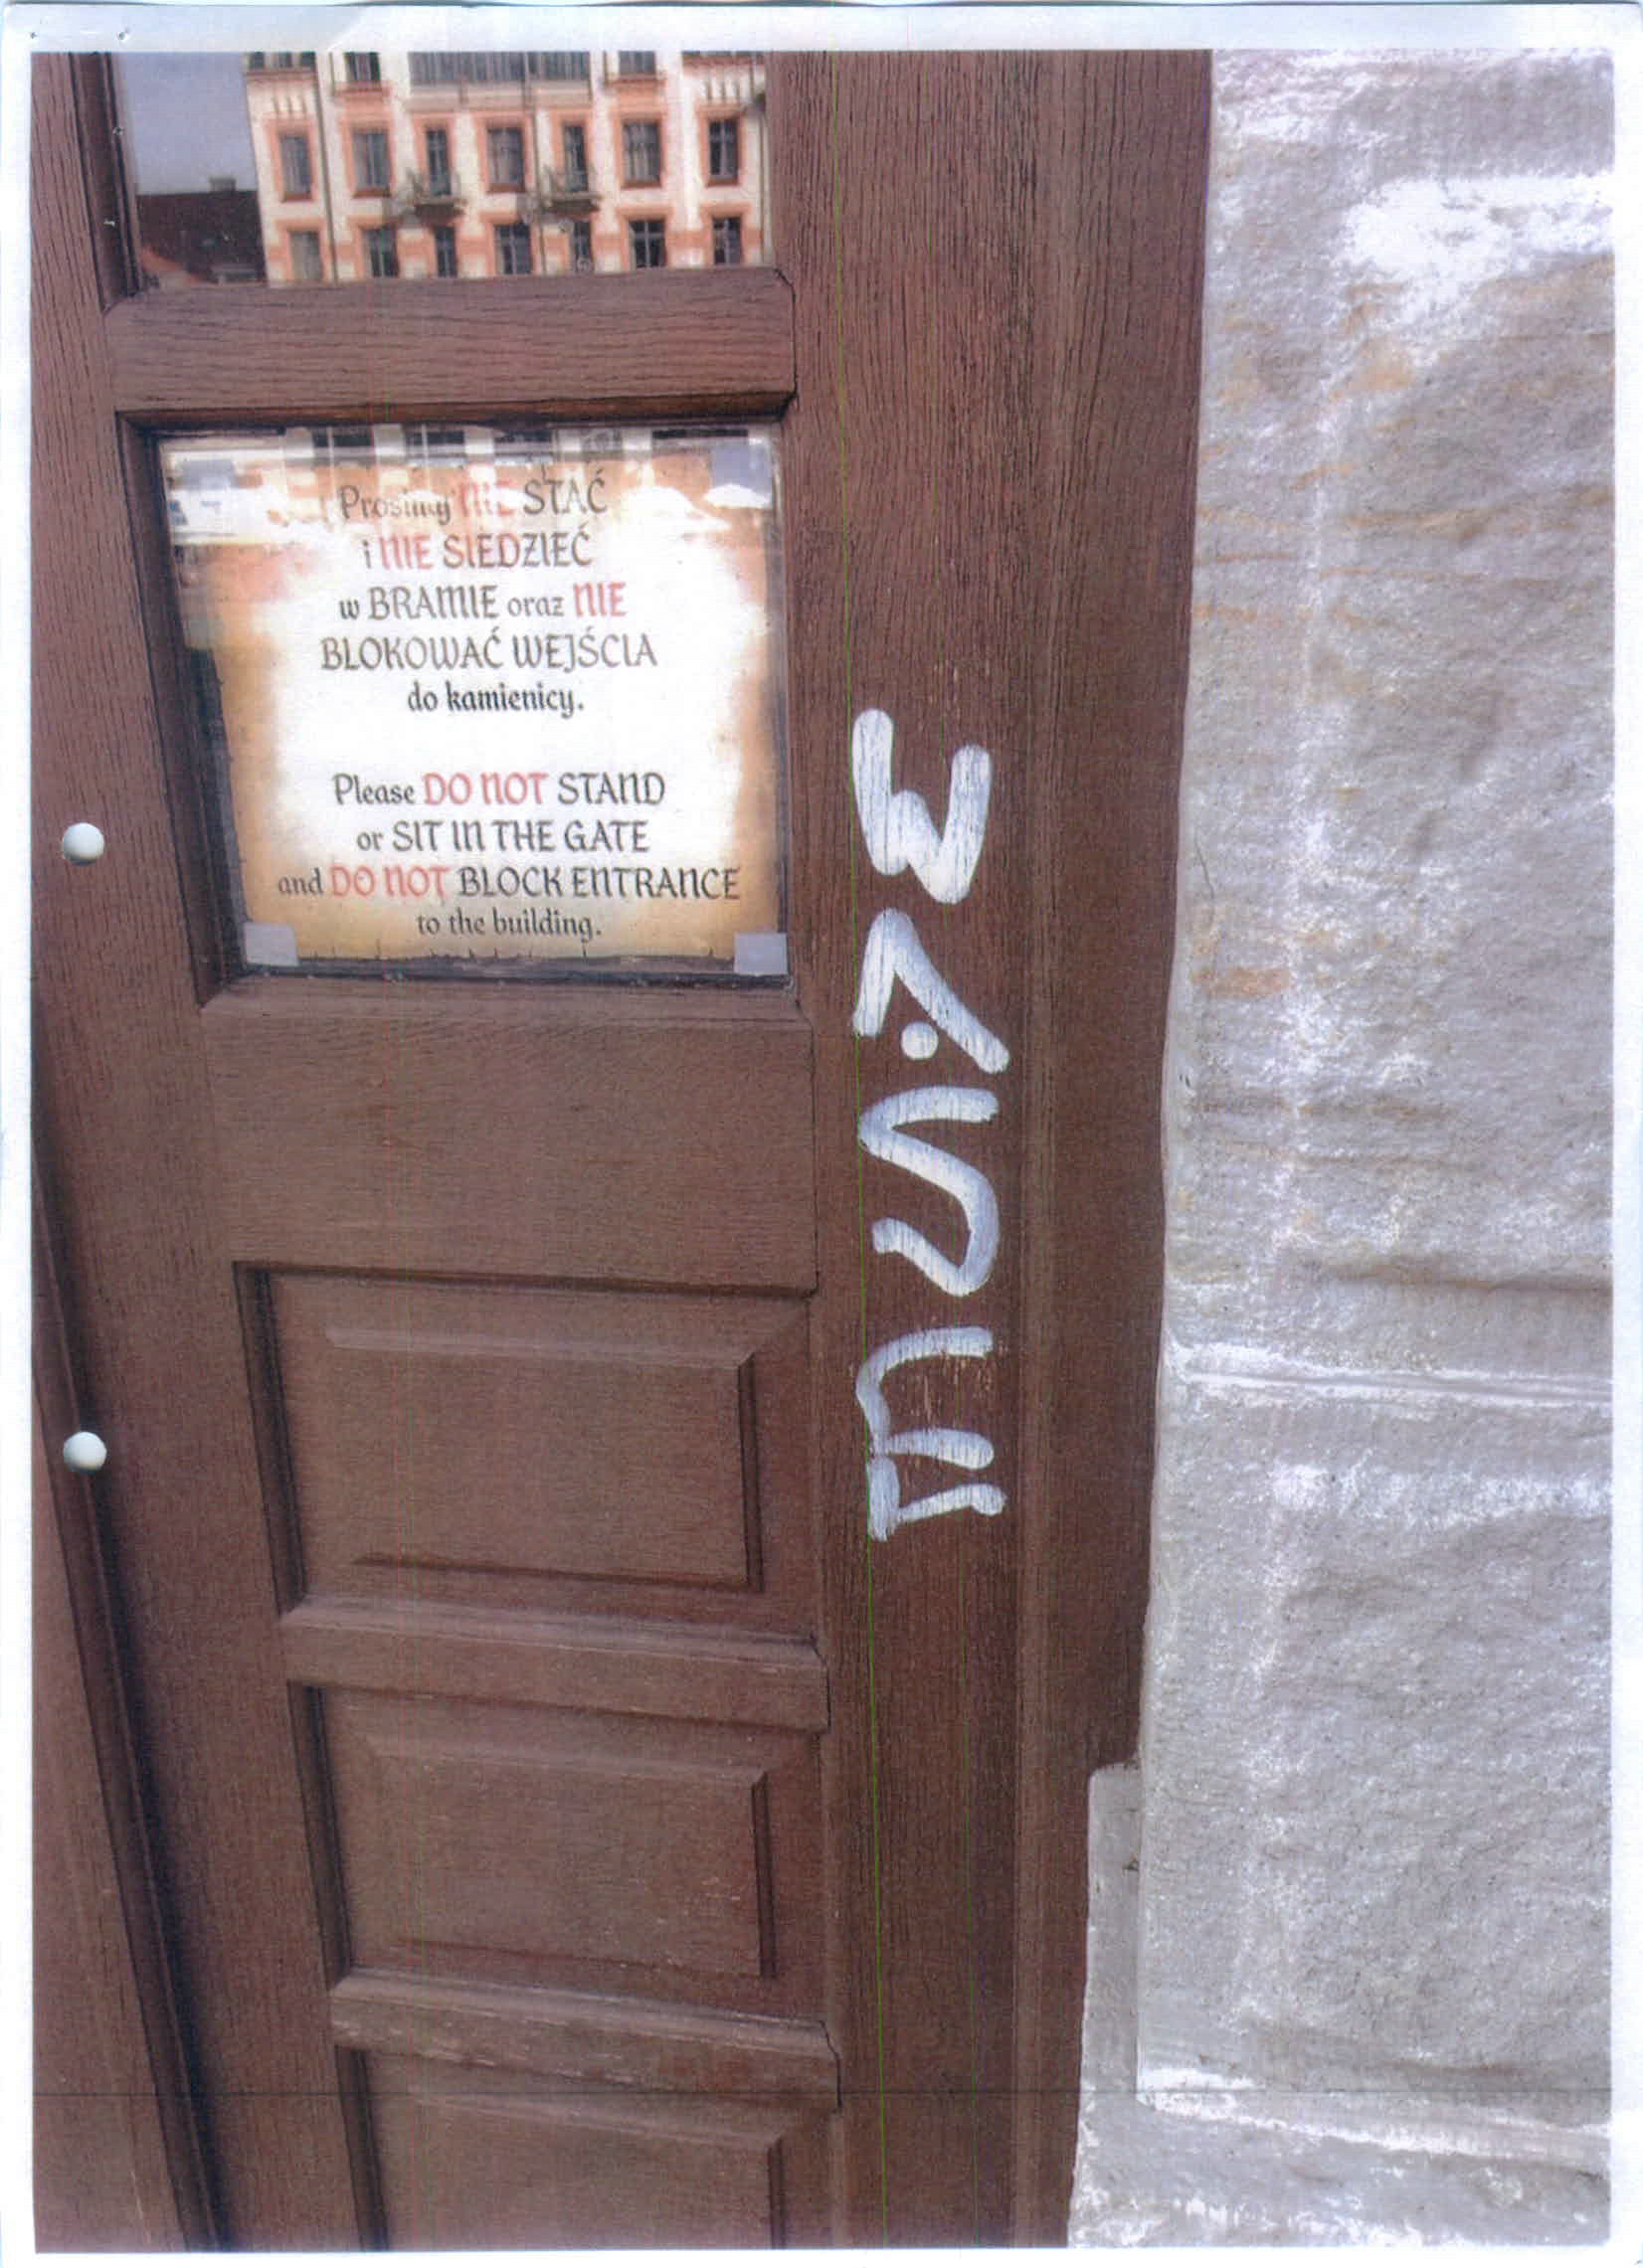 Prosimy NIE STAĆ
i NIE SIEDZIEĆ
w BRAMIE oraz NIE
BLOKOWAĆ WEJŚCIA
do kamienicy.
Please DO NOT STAND
or SIT IN THE GATE
and DO NOT BLOCK ENTRANCE
to the building.